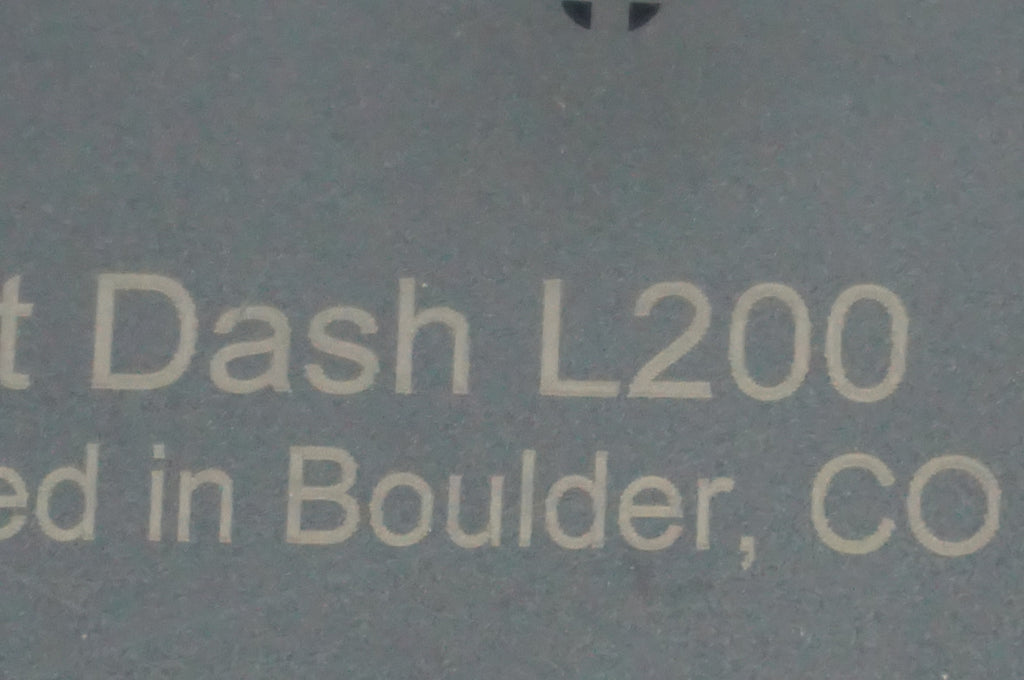 t Dash L200
ed in Boulder, CO